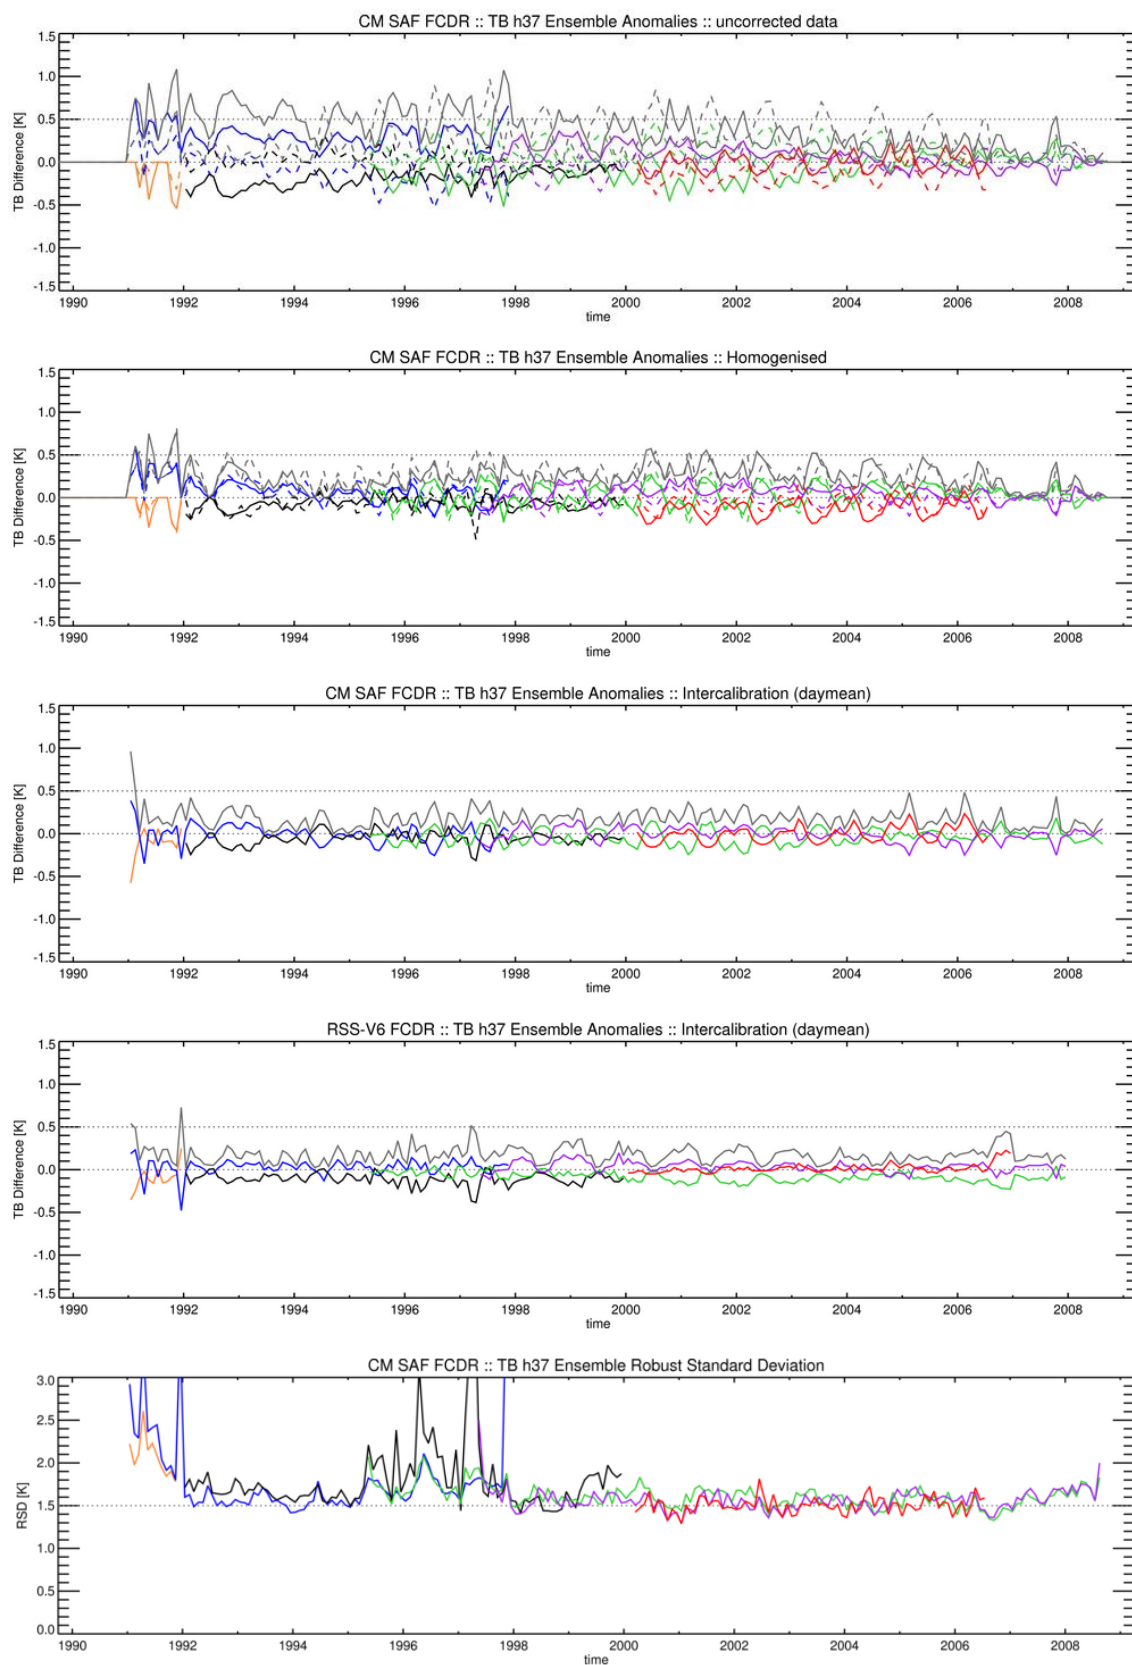 CM SAF FCDR :: TB h37 Ensemble Anomalies :: uncorrected data
TB Difference [K]
1.5
1.0
0.5
0.0
-0.5
-1.0
-1.5
1990 1992 1994 1996 1998 2000 2002 2004 2006 2008
time
CM SAF FCDR :: TB h37 Ensemble Anomalies :: Homogenised
TB Difference [K]
1.5
1.0
0.5
0.0
-0.5
-1.0
-1.5
1990 1992 1994 1996 1998 2000 2002 2004 2006 2008
time
CM SAF FCDR :: TB h37 Ensemble Anomalies :: Intercalibration (daymean)
TB Difference [K]
1.5
1.0
0.5
0.0
-0.5
-1.0
-1.5
1990 1992 1994 1996 1998 2000 2002 2004 2006 2008
time
RSS-V6 FCDR :: TB h37 Ensemble Anomalies :: Intercalibration (daymean)
TB Difference [K]
1.5
1.0
0.5
0.0
-0.5
-1.0
-1.5
1990 1992 1994 1996 1998 2000 2002 2004 2006 2008
time
CM SAF FCDR :: TB h37 Ensemble Robust Standard Deviation
RSD [K]
3.0
2.5
2.0
1.5
1.0
0.5
0.0
1990 1992 1994 1996 1998 2000 2002 2004 2006 2008
time